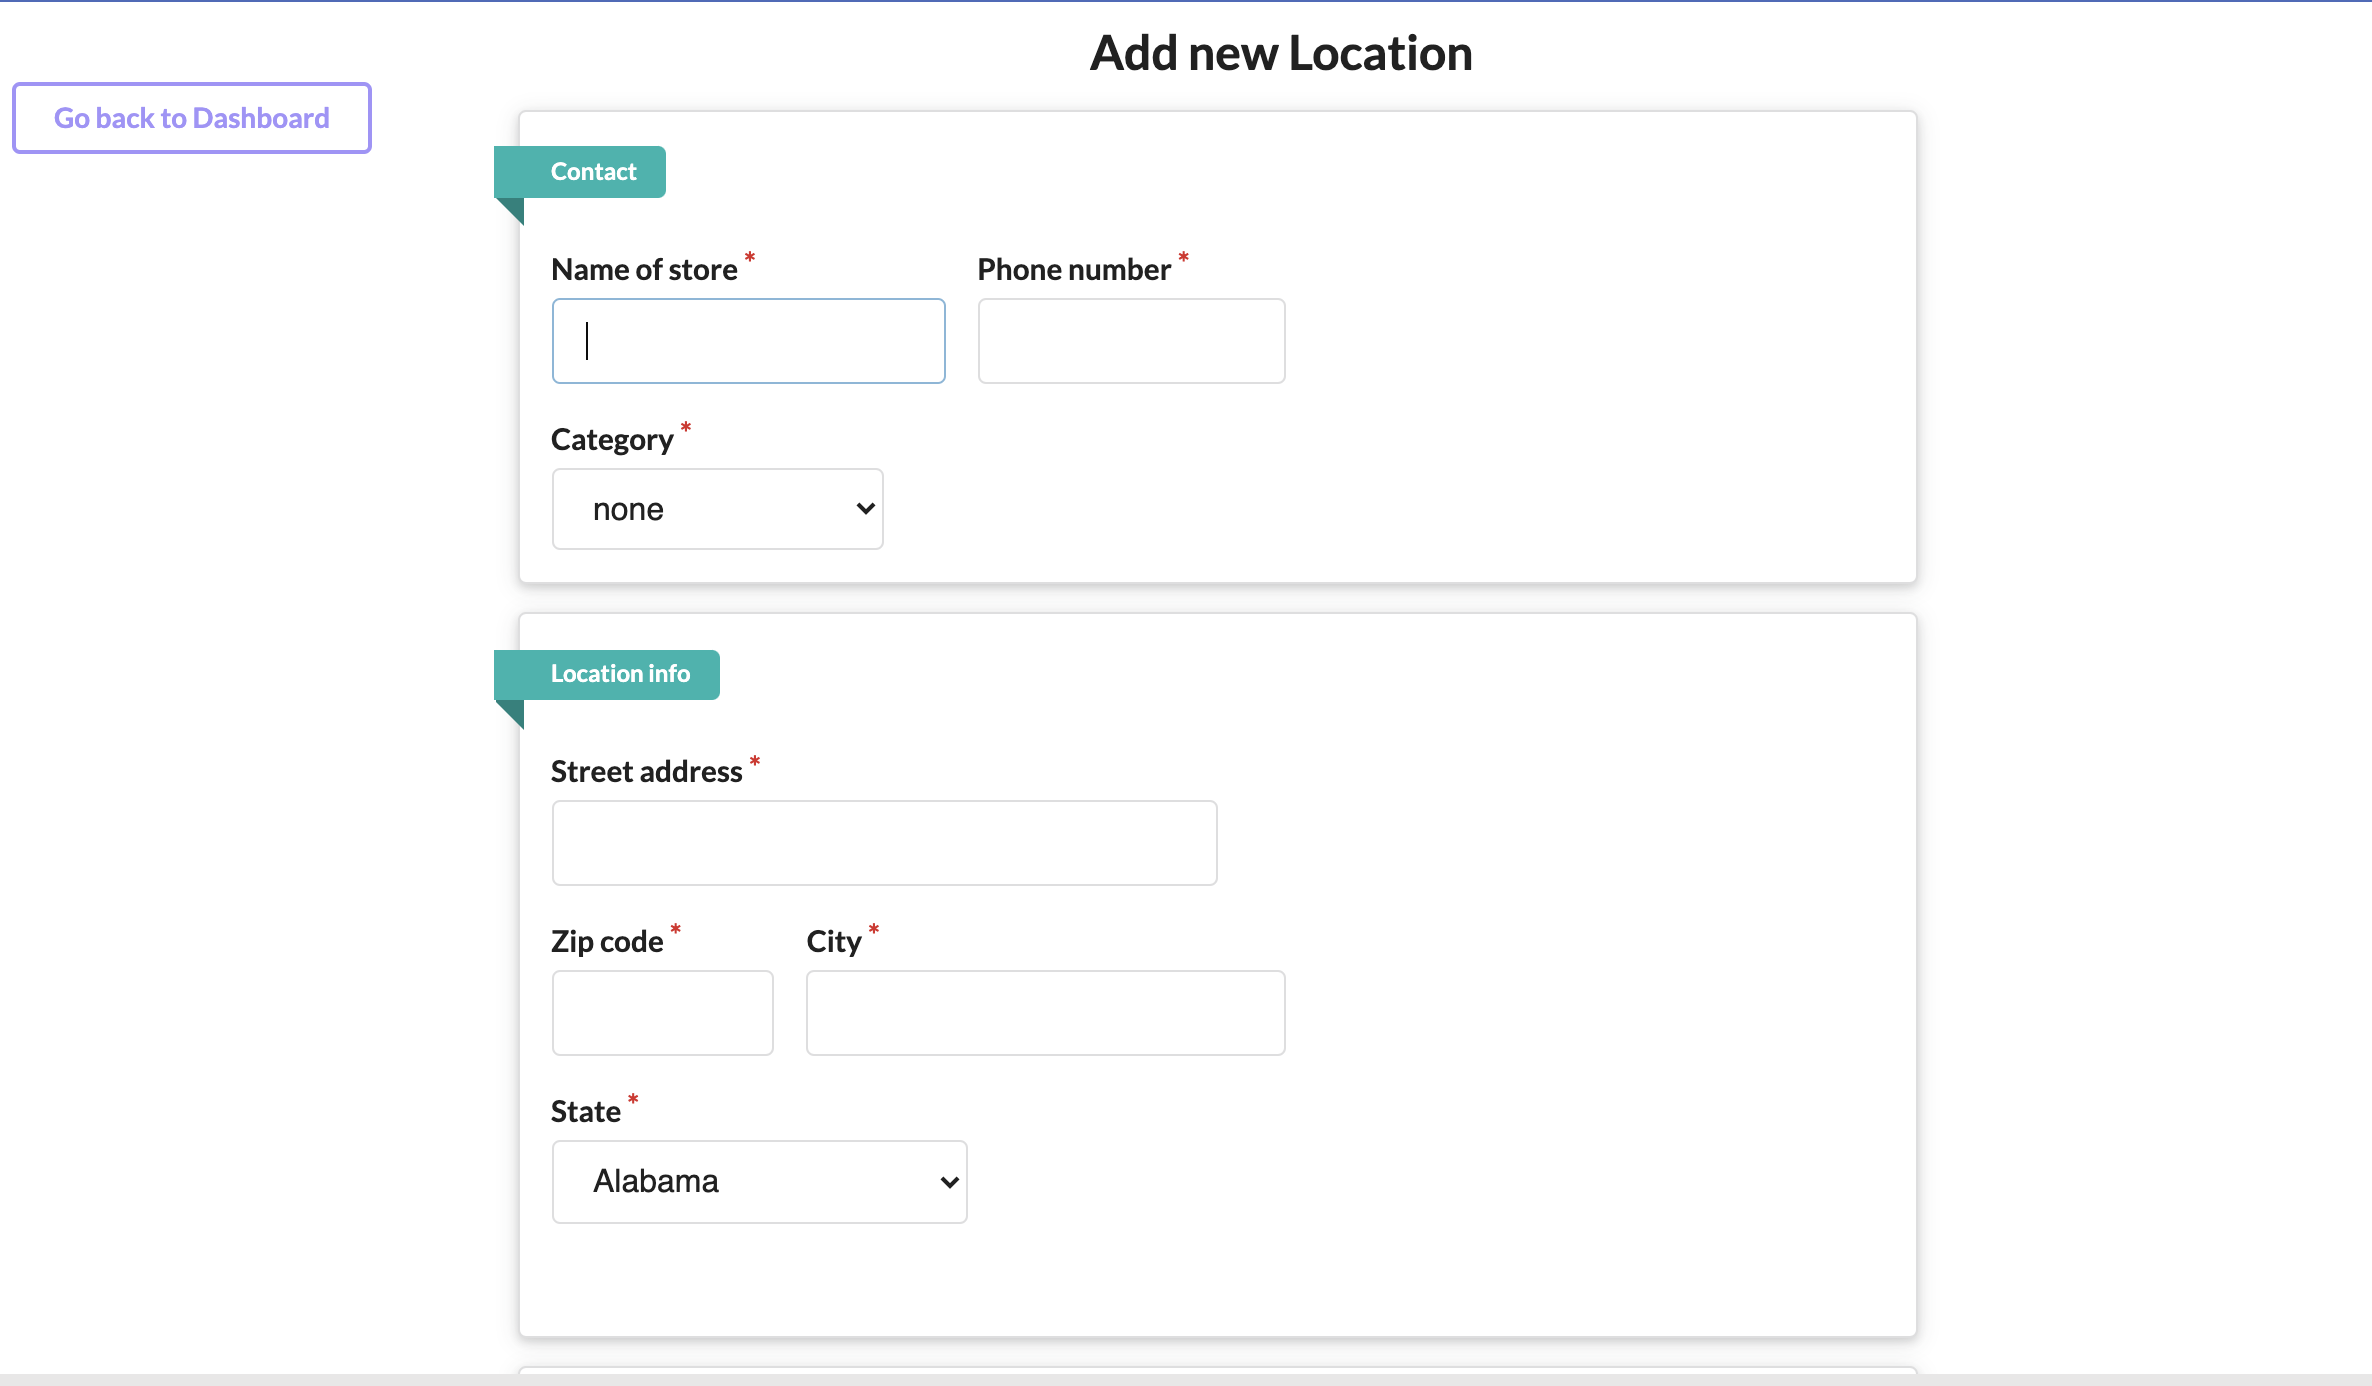 Add new Location
Go back to Dashboard
Contact
Name of store *
Phone number *
Category *
none
Location info
Street address *
Zip code *
City *
State *
Alabama